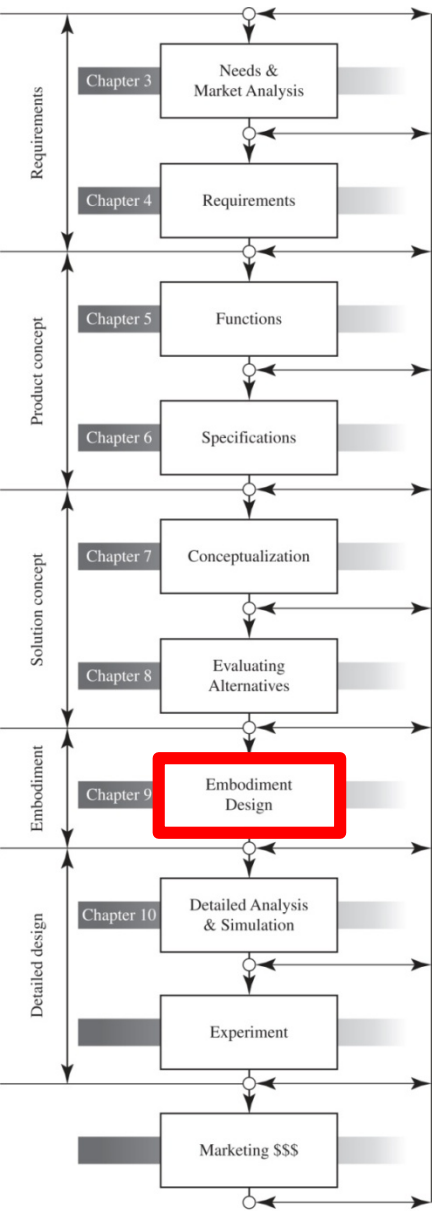 Requirements
Chapter 3
Needs &
Market Analysis
Chapter 4
Requirements
Product concept
Chapter 5
Functions
Chapter 6
Specifications
Solution concept
Chapter 7
Conceptualization
Chapter 8
Evaluating
Alternatives
Embodiment
Chapter 9
Embodiment
Design
Detailed design
Chapter 10
Detailed Analysis
& Simulation
Experiment
Marketing $$$